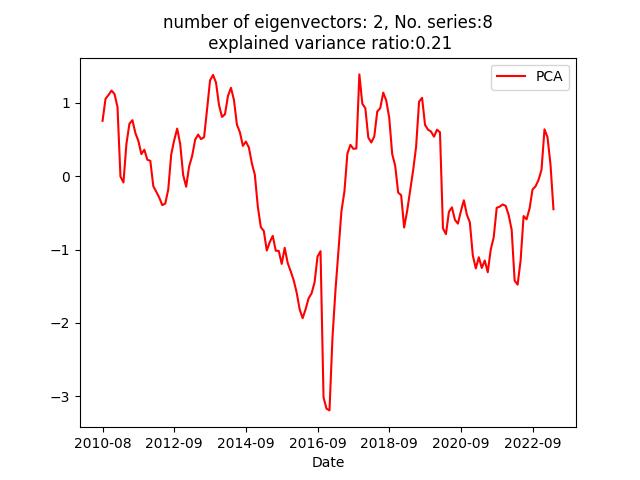 number of eigenvectors: 2, No. series:8
explained variance ratio:0.21
PCA
1
0
−1
−2
−3
2010-08 2012-09 2014-09 2016-09 2018-09 2020-09 2022-09
Date